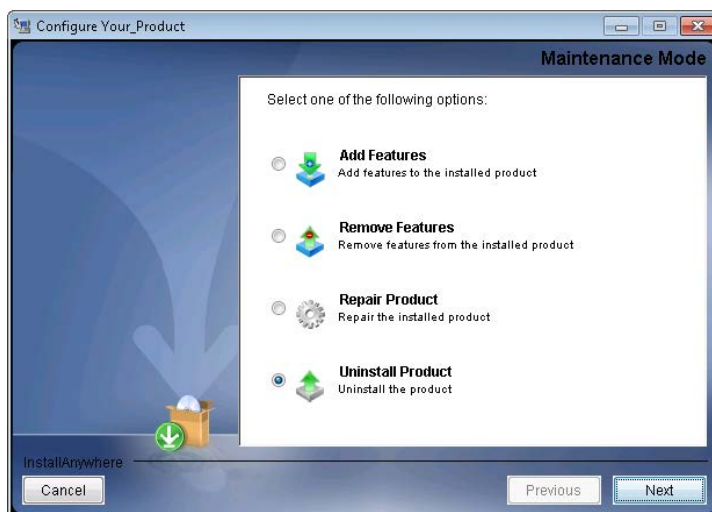 Configure Your_Product
Maintenance Mode
Select one of the following options:
Add Features
Add features to the installed product
Remove Features
Remove features from the installed product
Repair Product
Repair the installed product
Uninstall Product
Uninstall the product
InstallAnywhere
Cancel
Previous
Next